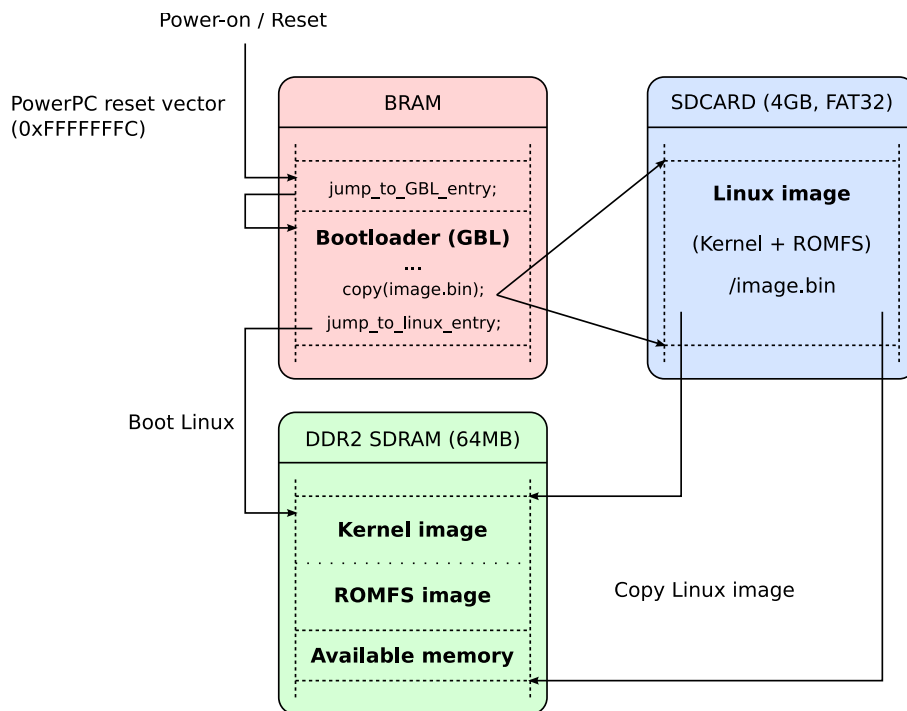 Power-on / Reset
PowerPC reset vector
(0xFFFFFFFC)
BRAM
jump_to_GBL_entry;
Bootloader (GBL)
...
copy(image.bin);
jump_to_linux_entry;
SDCARD (4GB, FAT32)
Linux image
(Kernel + ROMFS)
/image.bin
Boot Linux
DDR2 SDRAM (64MB)
Kernel image
ROMFS image
Available memory
Copy Linux image